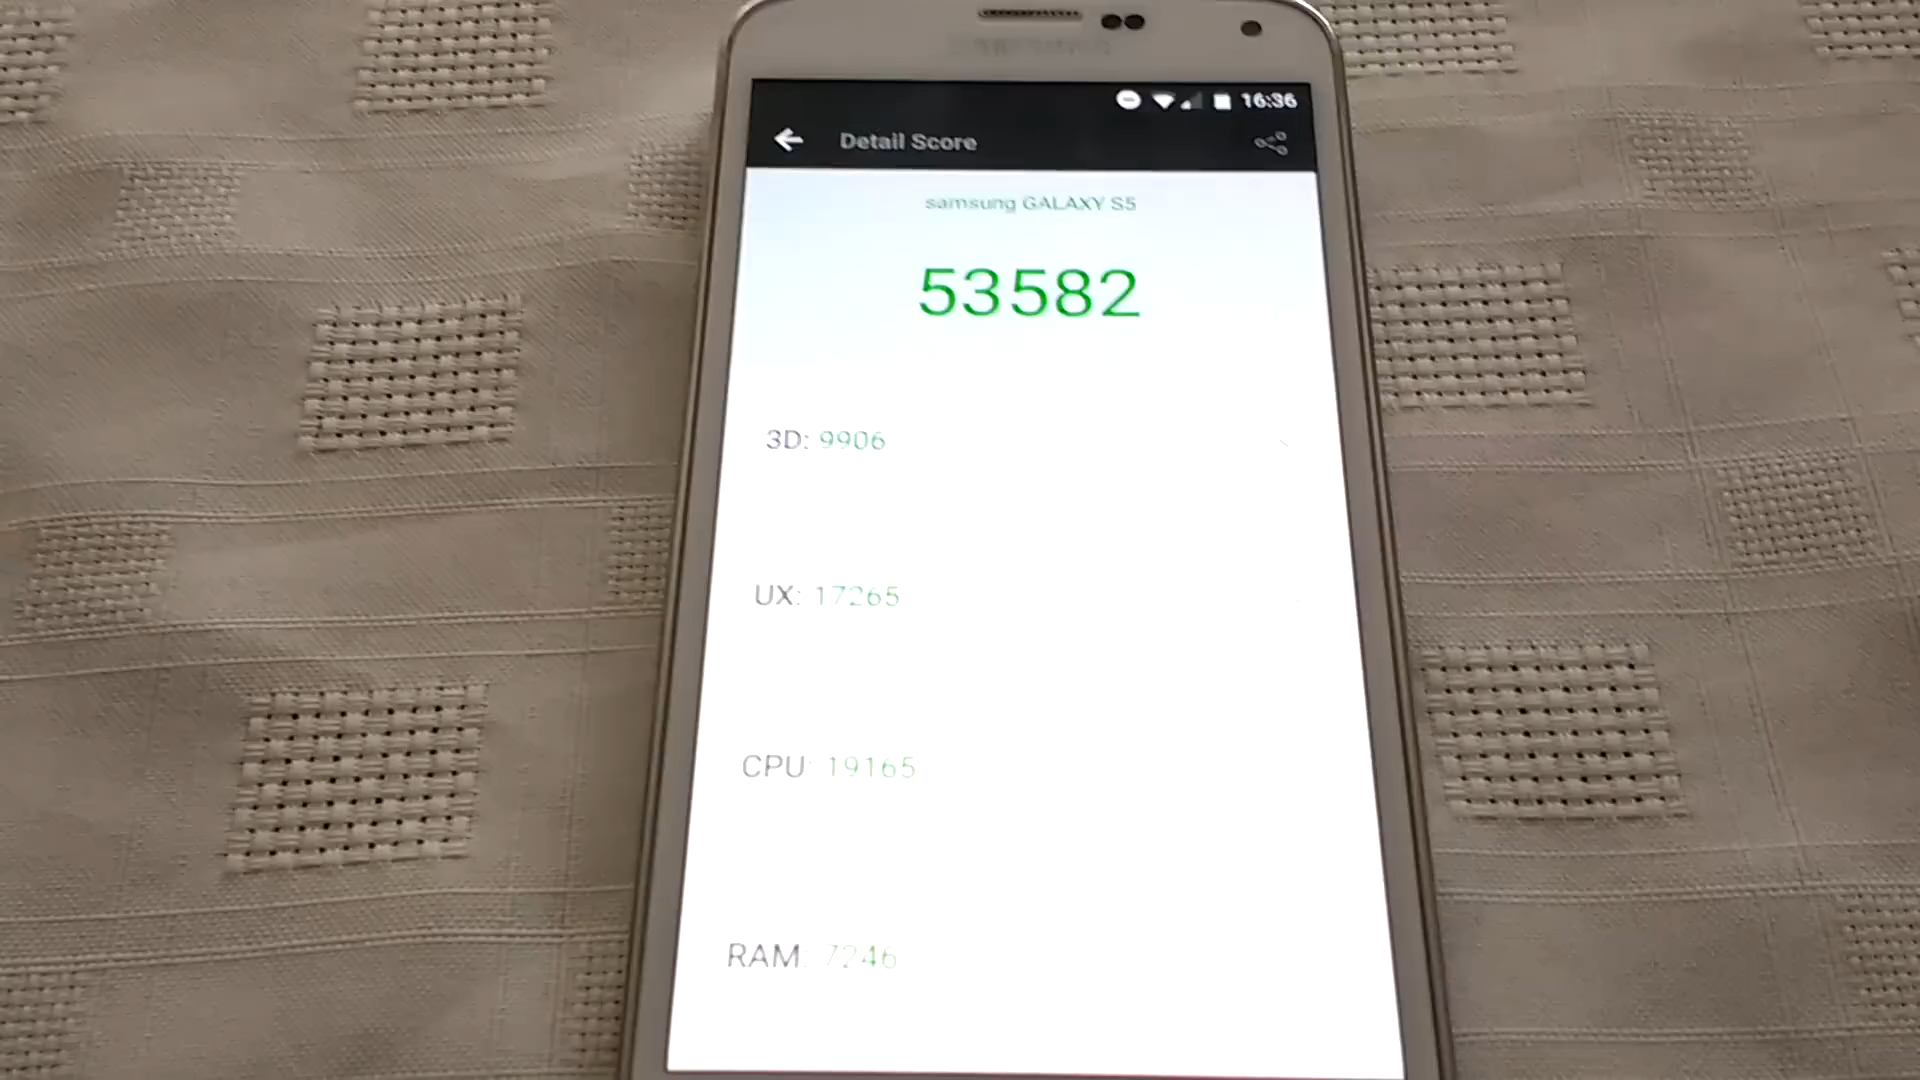 16:36
Detail Score
samsung GALAXY S5
53582
3D: 9906
UX: 17265
CPU: 19165
RAM: 7246